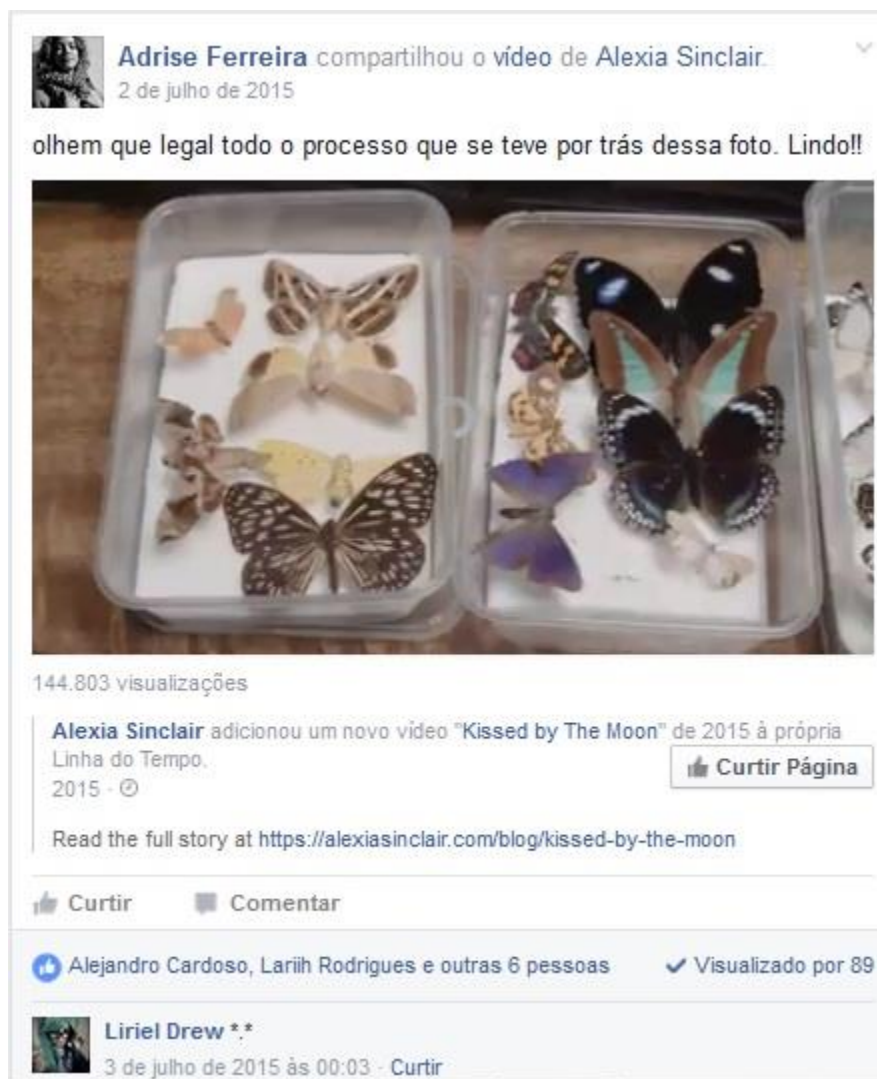 Adrise Ferreira compartilhou o vídeo de Alexia Sinclair.
2 de julho de 2015
olhem que legal todo o processo que se teve por trás dessa foto. Lindo!!
144.803 visualizações
Alexia Sinclair adicionou um novo vídeo "Kissed by The Moon" de 2015 à própria
Linha do Tempo.
2015 ·
Curtir Página
Read the full story at https://alexiasinclair.com/blog/kissed-by-the-moon
Curtir Comentar
Alejandro Cardoso, Lariih Rodrigues e outras 6 pessoas Visualizado por 89
Liriel Drew *.*
3 de julho de 2015 às 00:03 · Curtir